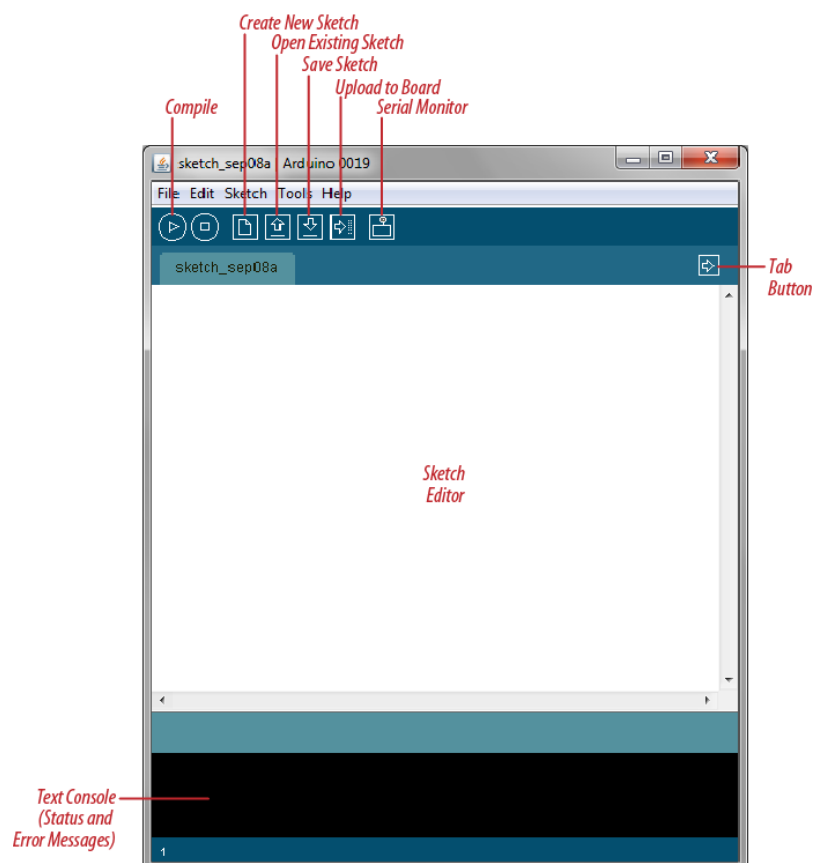 Create New Sketch
Open Existing Sketch
Save Sketch
Upload to Board
Compile
Serial Monitor
sketch_sep08a | Arduino 0019
File Edit Sketch Tools Help
sketch_sep08a
Tab
Button
Sketch
Editor
Text Console
(Status and
Error Messages)
1